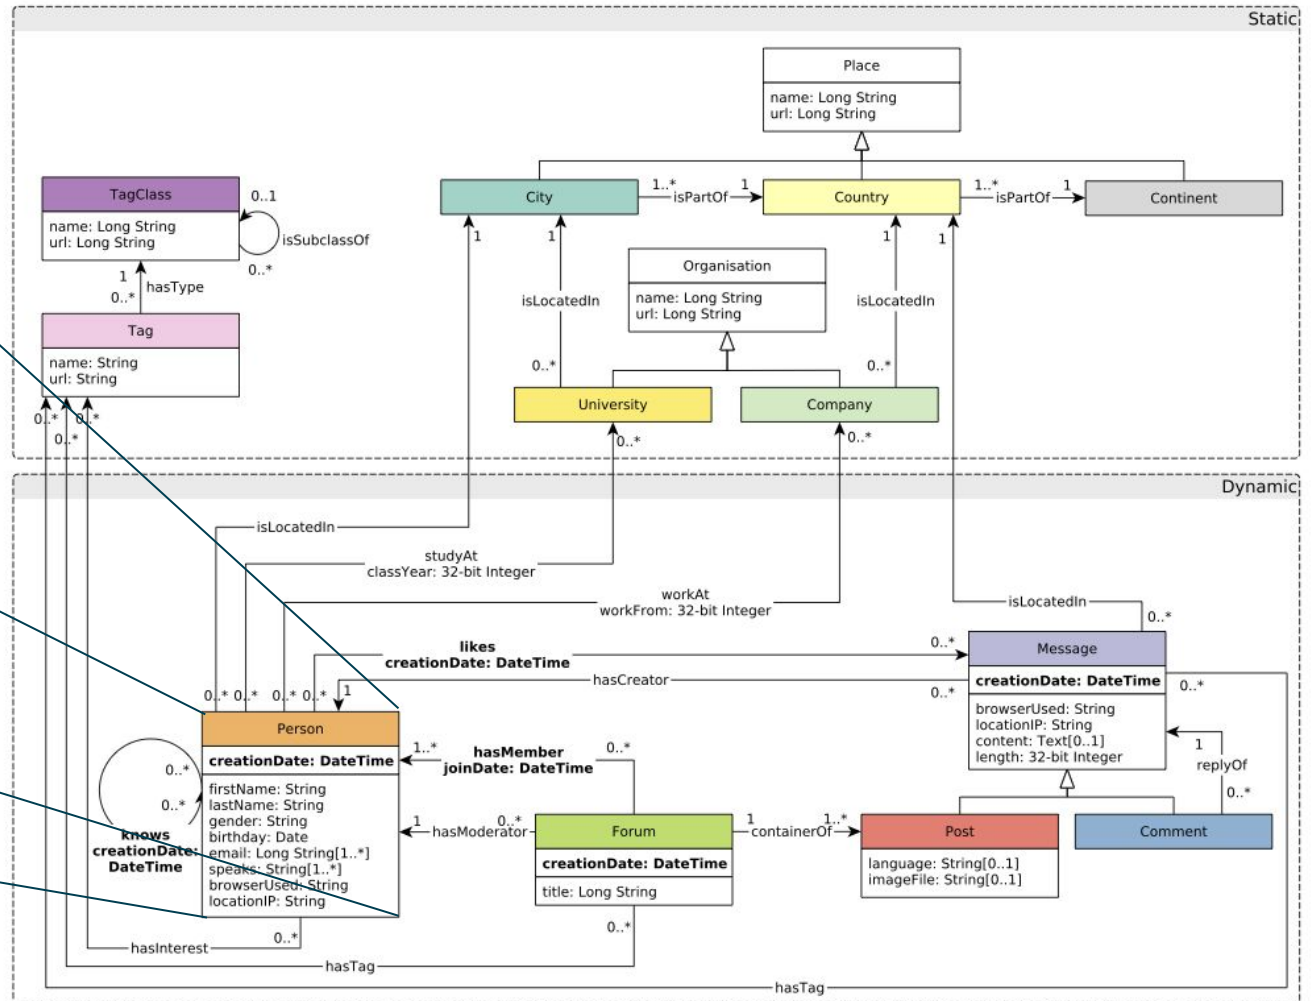 Static
Place
name: Long String
url: Long String
TagClass
name: Long String
url: Long String
0..1
isSubclassOf
0..*
City
1..*
isPartOf
1
Country
1..*
isPartOf
1
Continent
1
1
1
1
Organisation
name: Long String
url: Long String
1
hasType
0..*
isLocatedIn
isLocatedIn
Tag
name: String
url: String
0..*
0..*
University
Company
0..*
0..*
0..*
0..*
0..*
Dynamic
isLocatedIn
studyAt
classYear: 32-bit Integer
workAt
workFrom: 32-bit Integer
isLocatedIn
0..*
likes
creationDate: DateTime
0..*
Message
creationDate: DateTime
browserUsed: String
locationIP: String
content: Text[0..1]
length: 32-bit Integer
hasCreator
0..*
0..*
0..*
0..*
0..*
0..*
1
Person
creationDate: DateTime
firstName: String
lastName: String
gender: String
birthday: Date
email: Long String[1..*]
speaks: String[1..*]
browserUsed: String
locationIP: String
0..*
0..*
knows
creationDate:
DateTime
1..*
hasMember
joinDate: DateTime
0..*
1
replyOf
0..*
1
hasModerator
0..*
Forum
creationDate: DateTime
title: Long String
1
containerOf
1..*
Post
language: String[0..1]
imageFile: String[0..1]
Comment
0..*
hasInterest
0..*
hasTag
hasTag